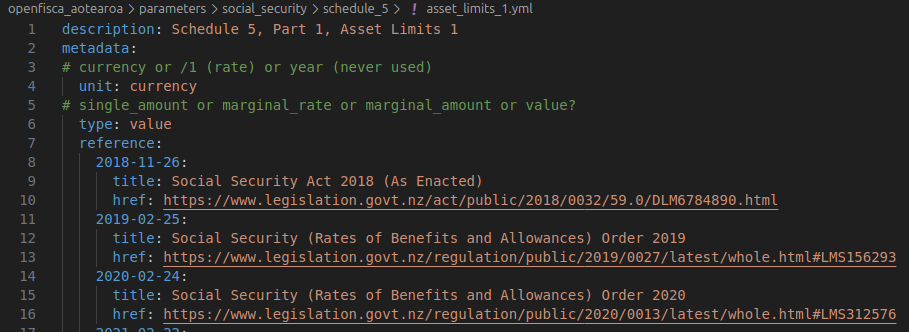 openfisca_aotearoa > parameters > social_security > schedule_5 > ! asset_limits_1.yml
1 description: Schedule 5, Part 1, Asset Limits 1
2 metadata:
3 # currency or /1 (rate) or year (never used)
4 unit: currency
5 # single_amount or marginal_rate or marginal_amount or value?
6 type: value
7 reference:
8 2018-11-26:
9 title: Social Security Act 2018 (As Enacted)
10 href: https://www.legislation.govt.nz/act/public/2018/0032/59.0/DLM6784890.html
11 2019-02-25:
12 title: Social Security (Rates of Benefits and Allowances) Order 2019
13 href: https://www.legislation.govt.nz/regulation/public/2019/0027/latest/whole.html#LMS156293
14 2020-02-24:
15 title: Social Security (Rates of Benefits and Allowances) Order 2020
16 href: https://www.legislation.govt.nz/regulation/public/2020/0013/latest/whole.html#LMS312576